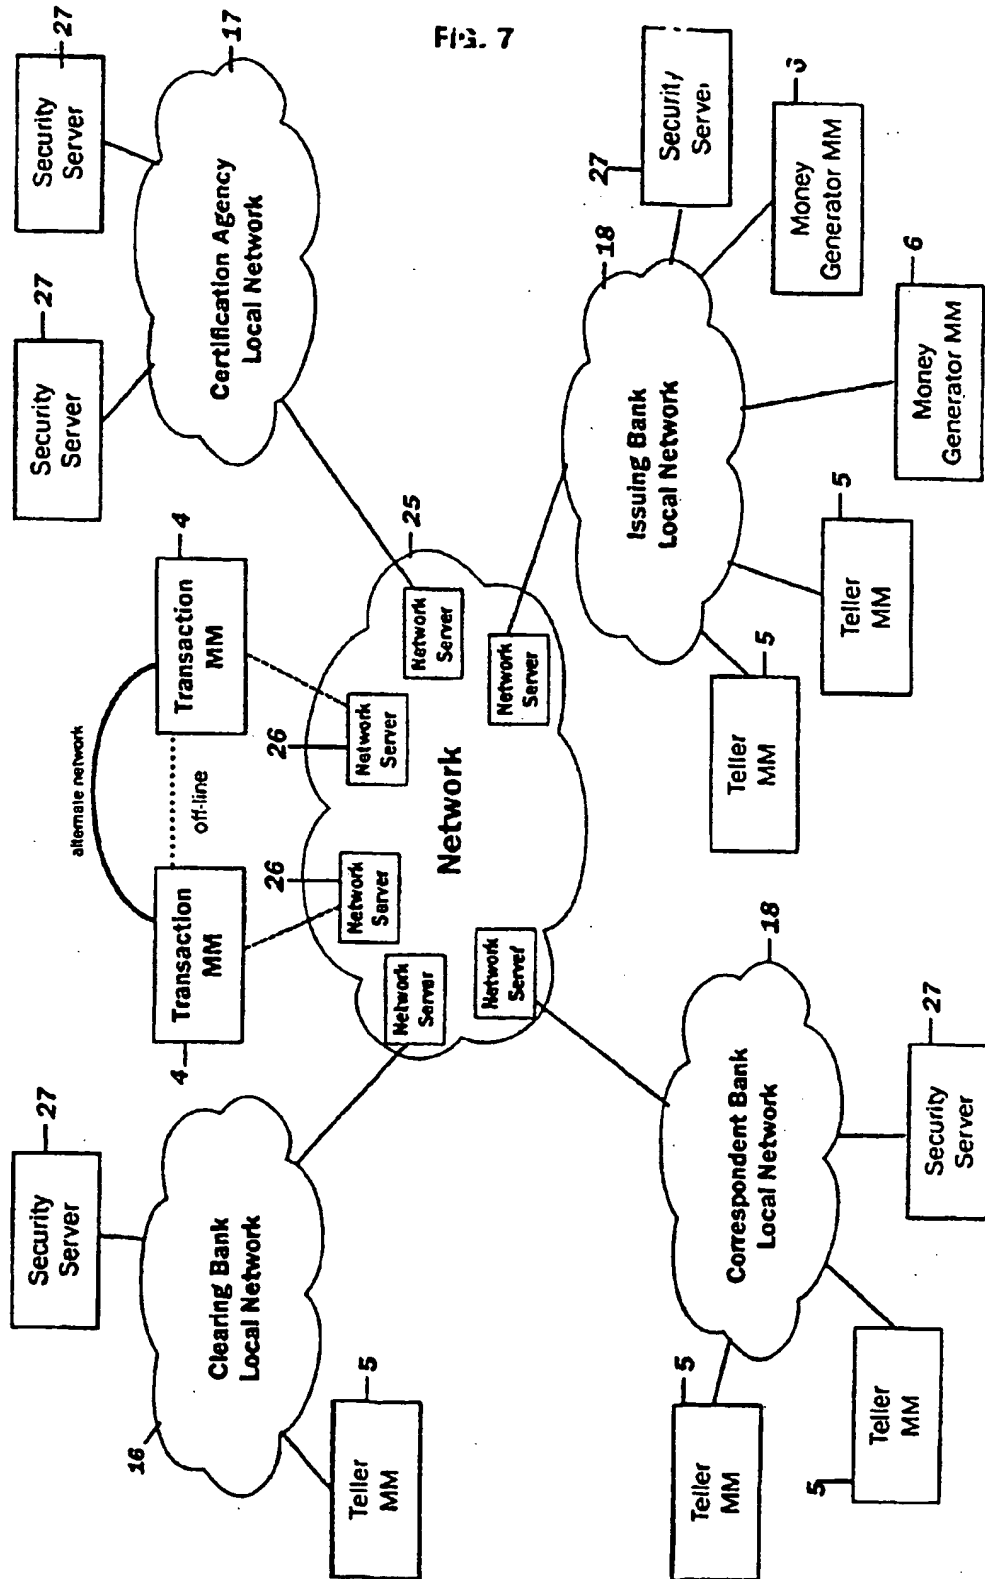 FIG. 7
Security
Server
27
Clearing Bank
Local Network
16
Teller
MM
5
Transaction
MM
4
alternate network
off-line
Transaction
MM
4
Security
Server
27
Security
Server
27
Certification Agency
Local Network
17
Network
25
Network
Server
Network
Server
26
Network
Server
26
Network
Server
Network
Server
Network
Server
Correspondent Bank
Local Network
18
Teller
MM
5
Teller
MM
5
Security
Server
27
Issuing Bank
Local Network
18
Teller
MM
5
Teller
MM
5
Money
Generator MM
6
Money
Generator MM
Security
Server
27